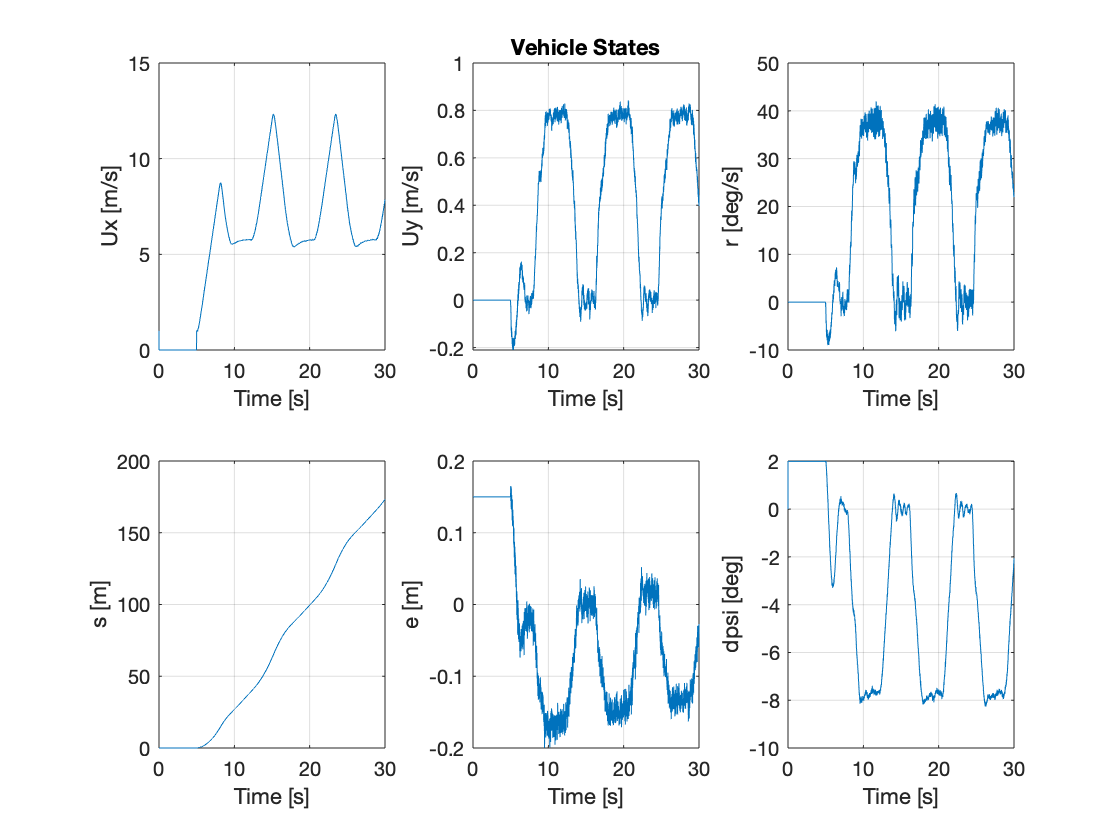 Vehicle States
15
10
5
0
0 10 20 30
Ux [m/s]
Time [s]
1
0.8
0.6
0.4
0.2
0
-0.2
0 10 20 30
Uy [m/s]
Time [s]
50
40
30
20
10
0
-10
0 10 20 30
r [deg/s]
Time [s]
200
150
100
50
0
0 10 20 30
s [m]
Time [s]
0.2
0.1
0
-0.1
-0.2
0 10 20 30
e [m]
Time [s]
2
0
-2
-4
-6
-8
-10
0 10 20 30
dpsi [deg]
Time [s]